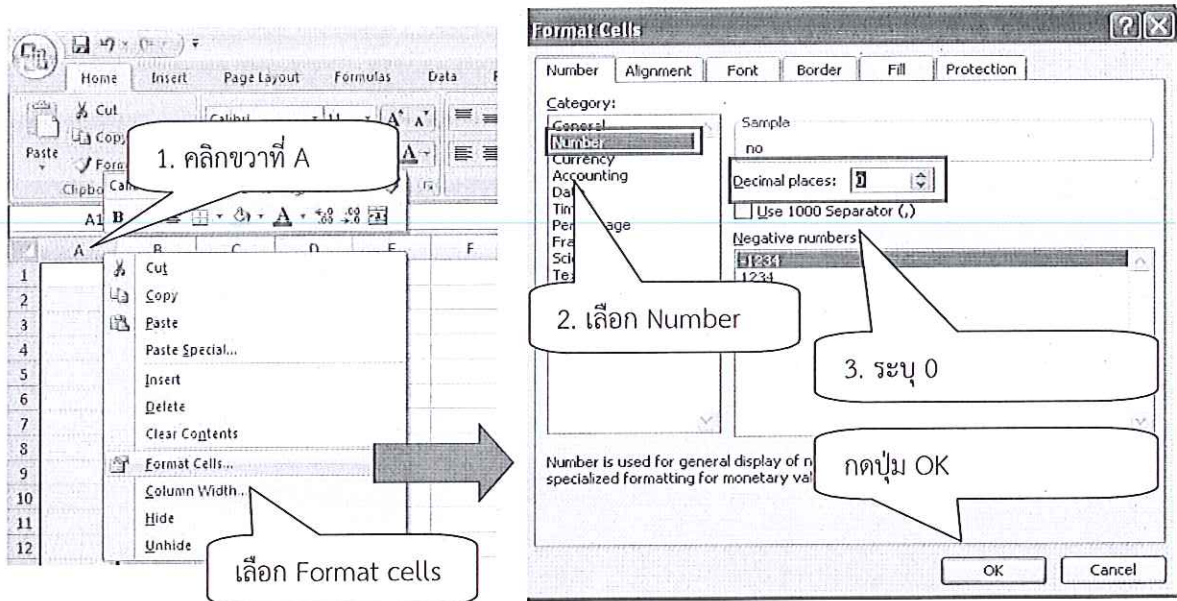 Home Insert Page Layout Formulas Data
Cut
Copy
Paste
Clipbo
1. คลิกขวาที่ A
A1
B A
A B C D E F
1
2
3
4
5
6
7
8
9
10
11
12
Cut
Copy
Paste
Paste Special...
Insert
Delete
Clear Contents
Format Cells...
Column Width...
Hide
Unhide
เลือก Format cells
Format Cells
Number Alignment Font Border Fill Protection
Category:
General
Number
Currency
Accounting
Sample
no
Decimal places: 0
Use 1000 Separator (,)
Negative numbers
-1234
1234
2. เลือก Number
3. ระบุ 0
Number is used for general display of n
specialized formatting for monetary val
กดปุ่ม OK
OK Cancel